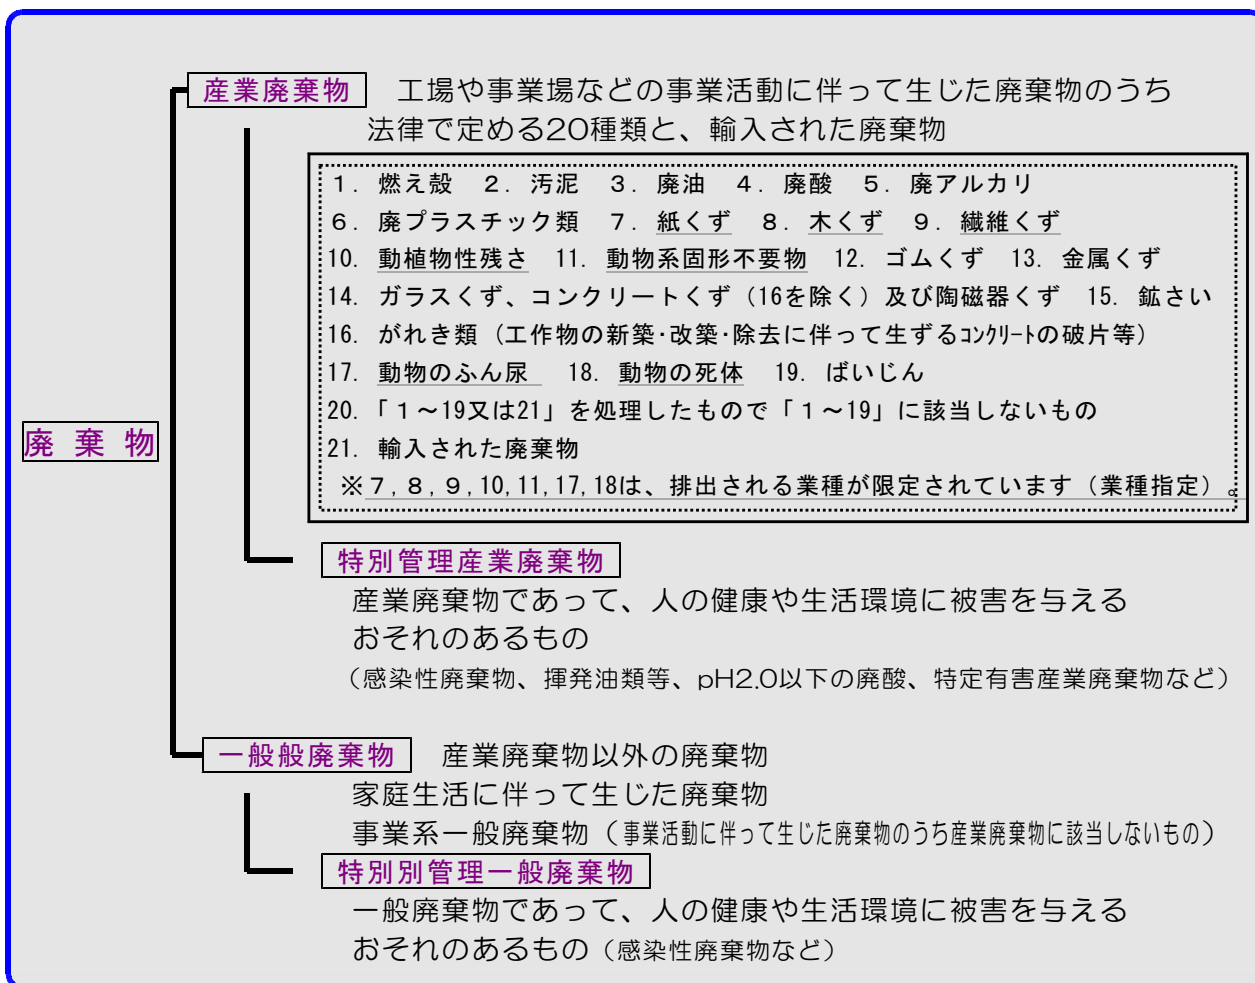 産業廃棄物 工場や事業場などの事業活動に伴って生じた廃棄物のうち
法律で定める20種類と、輸入された廃棄物
1. 燃え殻 2. 汚泥 3. 廃油 4. 廃酸 5. 廃アルカリ
6. 廃プラスチック類 7. 紙くず 8. 木くず 9. 繊維くず
10. 動植物性残さ 11. 動物系固形不要物 12. ゴムくず 13. 金属くず
14. ガラスくず、コンクリートくず（16を除く）及び陶磁器くず 15. 鉱さい
16. がれき類（工作物の新築・改築・除去に伴って生ずるコンクリートの破片等）
17. 動物のふん尿 18. 動物の死体 19. ばいじん
20.「1～19又は21」を処理したもので「1～19」に該当しないもの
21. 輸入された廃棄物
※7,8,9,10,11,17,18は、排出される業種が限定されています（業種指定）。
廃棄物
特別管理産業廃棄物
産業廃棄物であって、人の健康や生活環境に被害を与える
おそれのあるもの
（感染性廃棄物、揮発油類等、pH2.0以下の廃酸、特定有害産業廃棄物など）
一般般廃棄物 産業廃棄物以外の廃棄物
家庭生活に伴って生じた廃棄物
事業系一般廃棄物（事業活動に伴って生じた廃棄物のうち産業廃棄物に該当しないもの）
特別別管理一般廃棄物
一般廃棄物であって、人の健康や生活環境に被害を与える
おそれのあるもの（感染性廃棄物など）